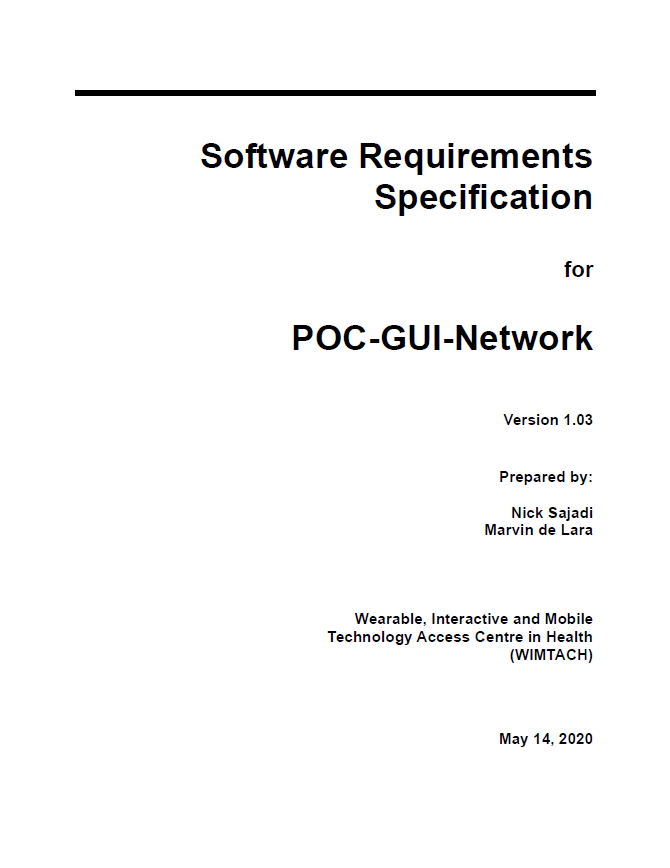 Software Requirements
Specification
for
POC-GUI-Network
Version 1.03
Prepared by:
Nick Sajadi
Marvin de Lara
Wearable, Interactive and Mobile
Technology Access Centre in Health
(WIMTACH)
May 14, 2020